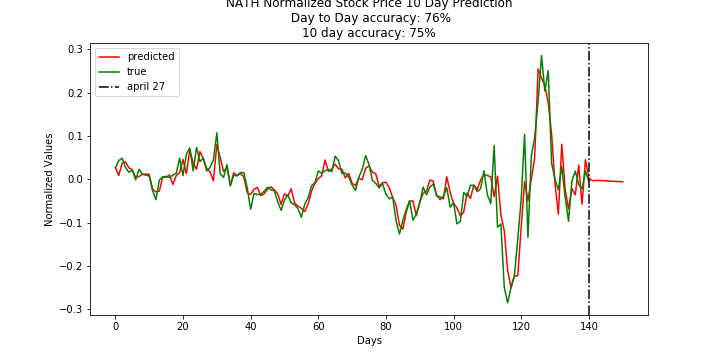 NATH Normalized Stock Price 10 Day Prediction
Day to Day accuracy: 76%
10 day accuracy: 75%
predicted
true
april 27
Normalized Values
0.3
0.2
0.1
0.0
−0.1
−0.2
−0.3
0 20 40 60 80 100 120 140
Days